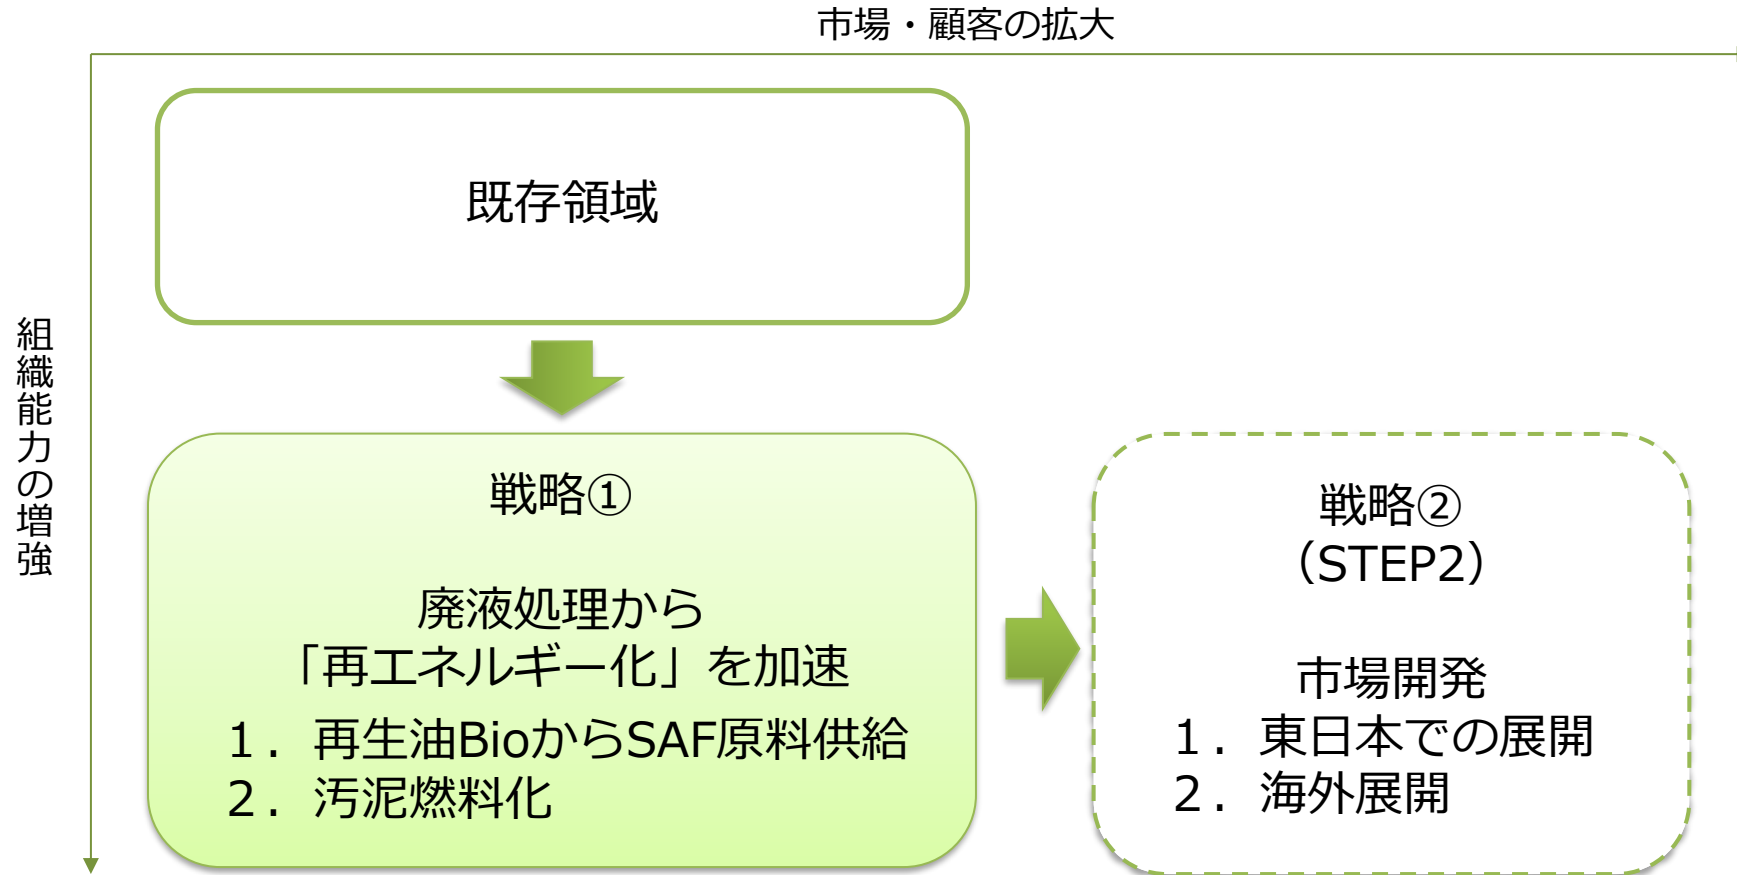 市場・顧客の拡大
組織能力の増強
既存領域
戦略①
廃液処理から
「再エネルギー化」を加速
１．再生油BioからSAF原料供給
２．汚泥燃料化
戦略②
（STEP2）
市場開発
１．東日本での展開
２．海外展開